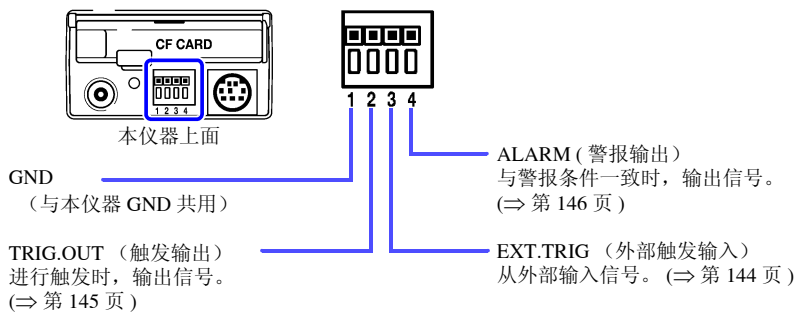 CF CARD
1 2 3 4
本仪器上面
1 2 3 4
GND
（与本仪器 GND 共用）
TRIG.OUT （触发输出）
进行触发时，输出信号。
(⇒ 第 145 页 )
ALARM ( 警报输出）
与警报条件一致时，输出信号。
(⇒ 第 146 页 )
EXT.TRIG （外部触发输入）
从外部输入信号。 (⇒ 第 144 页 )